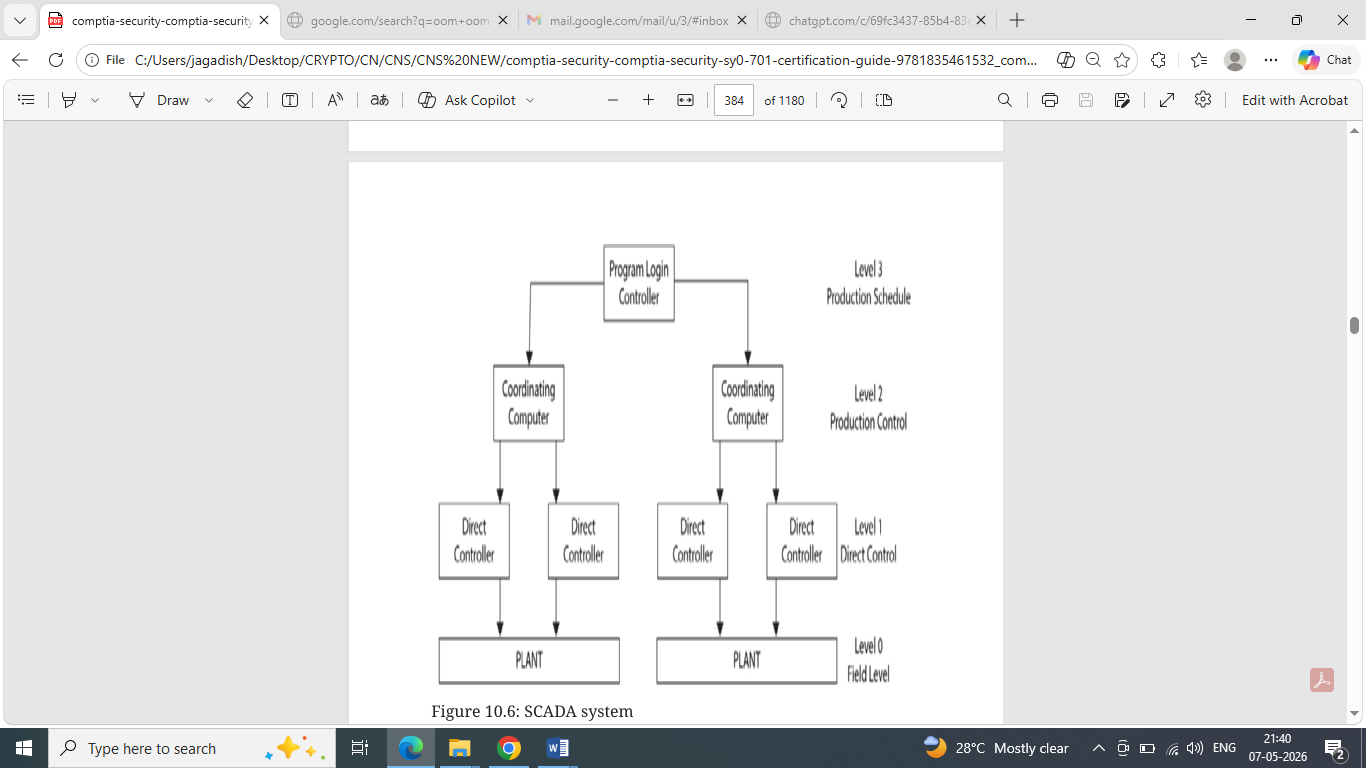 comptia-security-comptia-security
google.com/search?q=oom+oom
mail.google.com/mail/u/3/#inbox
chatgpt.com/c/69fc3437-85b4-83
File
C:/Users/jagadish/Desktop/CRYPTO/CN/CNS/CNS%20NEW/comptia-security-comptia-security-sy0-701-certification-guide-9781835461532_com...
Chat
Draw
Ask Copilot
384
of 1180
Edit with Acrobat
Program Login
Controller
Level 3
Production Schedule
Coordinating
Computer
Coordinating
Computer
Level 2
Production Control
Direct
Controller
Direct
Controller
Direct
Controller
Direct
Controller
Level 1
Direct Control
PLANT
PLANT
Level 0
Field Level
Figure 10.6: SCADA system
Type here to search
28°C Mostly clear
ENG
21:40
07-05-2026
2